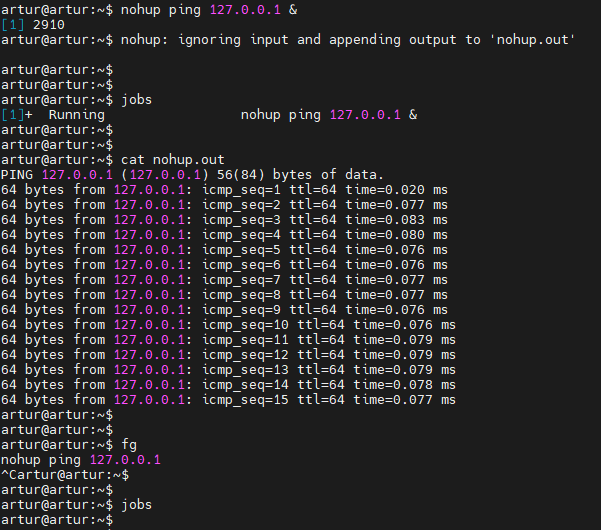 artur@artur:~$ nohup ping 127.0.0.1 &
[1] 2910
artur@artur:~$ nohup: ignoring input and appending output to 'nohup.out'
artur@artur:~$
artur@artur:~$
artur@artur:~$ jobs
[1]+  Running                 nohup ping 127.0.0.1 &
artur@artur:~$
artur@artur:~$
artur@artur:~$ cat nohup.out
PING 127.0.0.1 (127.0.0.1) 56(84) bytes of data.
64 bytes from 127.0.0.1: icmp_seq=1 ttl=64 time=0.020 ms
64 bytes from 127.0.0.1: icmp_seq=2 ttl=64 time=0.077 ms
64 bytes from 127.0.0.1: icmp_seq=3 ttl=64 time=0.083 ms
64 bytes from 127.0.0.1: icmp_seq=4 ttl=64 time=0.080 ms
64 bytes from 127.0.0.1: icmp_seq=5 ttl=64 time=0.076 ms
64 bytes from 127.0.0.1: icmp_seq=6 ttl=64 time=0.076 ms
64 bytes from 127.0.0.1: icmp_seq=7 ttl=64 time=0.077 ms
64 bytes from 127.0.0.1: icmp_seq=8 ttl=64 time=0.077 ms
64 bytes from 127.0.0.1: icmp_seq=9 ttl=64 time=0.076 ms
64 bytes from 127.0.0.1: icmp_seq=10 ttl=64 time=0.076 ms
64 bytes from 127.0.0.1: icmp_seq=11 ttl=64 time=0.079 ms
64 bytes from 127.0.0.1: icmp_seq=12 ttl=64 time=0.079 ms
64 bytes from 127.0.0.1: icmp_seq=13 ttl=64 time=0.079 ms
64 bytes from 127.0.0.1: icmp_seq=14 ttl=64 time=0.078 ms
64 bytes from 127.0.0.1: icmp_seq=15 ttl=64 time=0.077 ms
artur@artur:~$
artur@artur:~$
artur@artur:~$ fg
nohup ping 127.0.0.1
^Cartur@artur:~$
artur@artur:~$
artur@artur:~$ jobs
artur@artur:~$